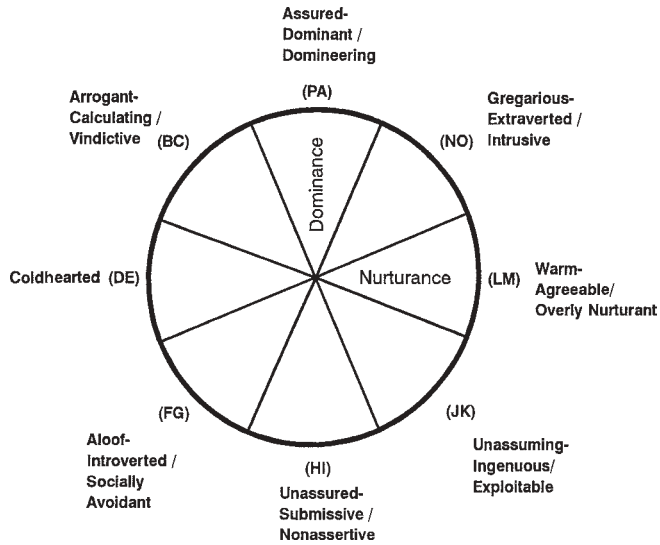 Assured-
Dominant /
Domineering
(PA)
Arrogant-
Calculating /
Vindictive (BC)
Gregarious-
Extraverted /
(NO) Intrusive
Dominance
Coldhearted (DE)
Nurturance
(LM) Warm-
Agreeable/
Overly Nurturant
(FG)
Aloof-
Introverted /
Socially
Avoidant
(JK)
Unassuming-
Ingenuous/
Exploitable
(HI)
Unassured-
Submissive /
Nonassertive